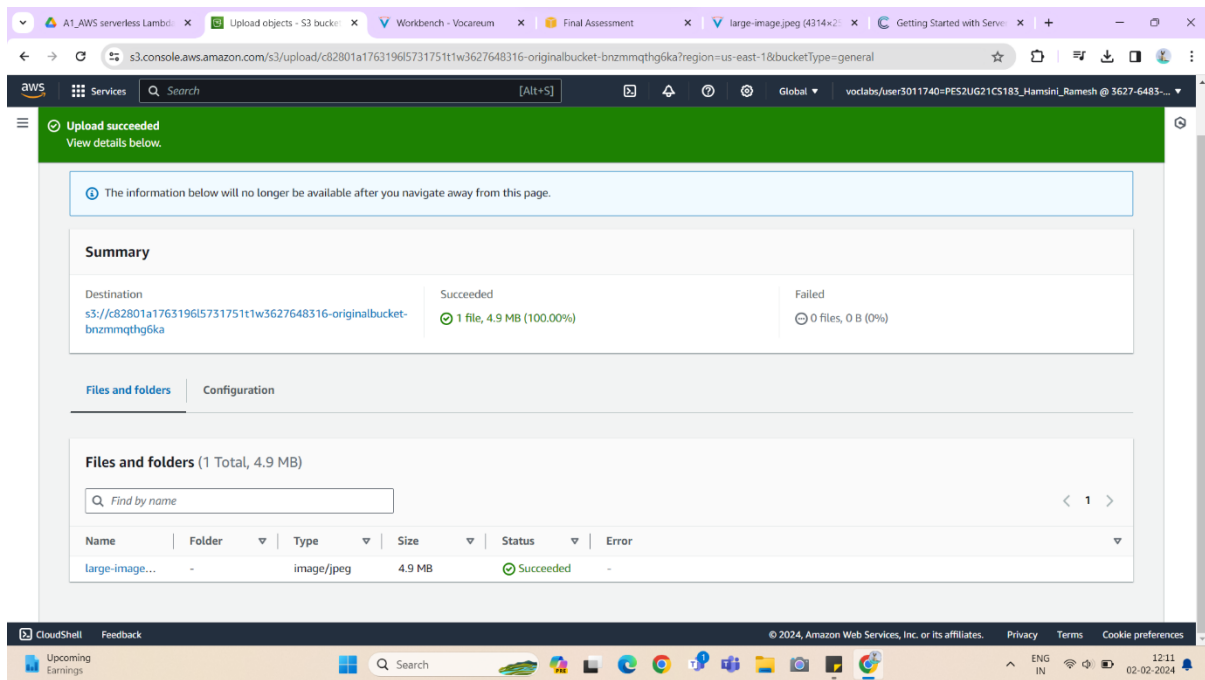 A1_AWS serverless Lambd
Upload objects - S3 bucket
Workbench - Vocareum
Final Assessment
large-image.jpeg (4314×2
Getting Started with Server
s3.console.aws.amazon.com/s3/upload/c82801a1763196l5731751t1w3627648316-originalbucket-bnzmmqthg6ka?region=us-east-1&bucketType=general
aws Services Search [Alt+S] Global voclabs/user3011740=PES2UG21CS183_Hamsini_Ramesh @ 3627-6483-...
Upload succeeded
View details below.
The information below will no longer be available after you navigate away from this page.
Summary
Destination
s3://c82801a1763196l5731751t1w3627648316-originalbucket-
bnzmmqthg6ka
Succeeded
1 file, 4.9 MB (100.00%)
Failed
0 files, 0 B (0%)
Files and folders Configuration
Files and folders (1 Total, 4.9 MB)
Find by name
1
Name Folder Type Size Status Error
large-image... - image/jpeg 4.9 MB Succeeded -
CloudShell Feedback © 2024, Amazon Web Services, Inc. or its affiliates. Privacy Terms Cookie preferences
Upcoming
Earnings
Search
PRE
1
ENG
IN
12:11
02-02-2024